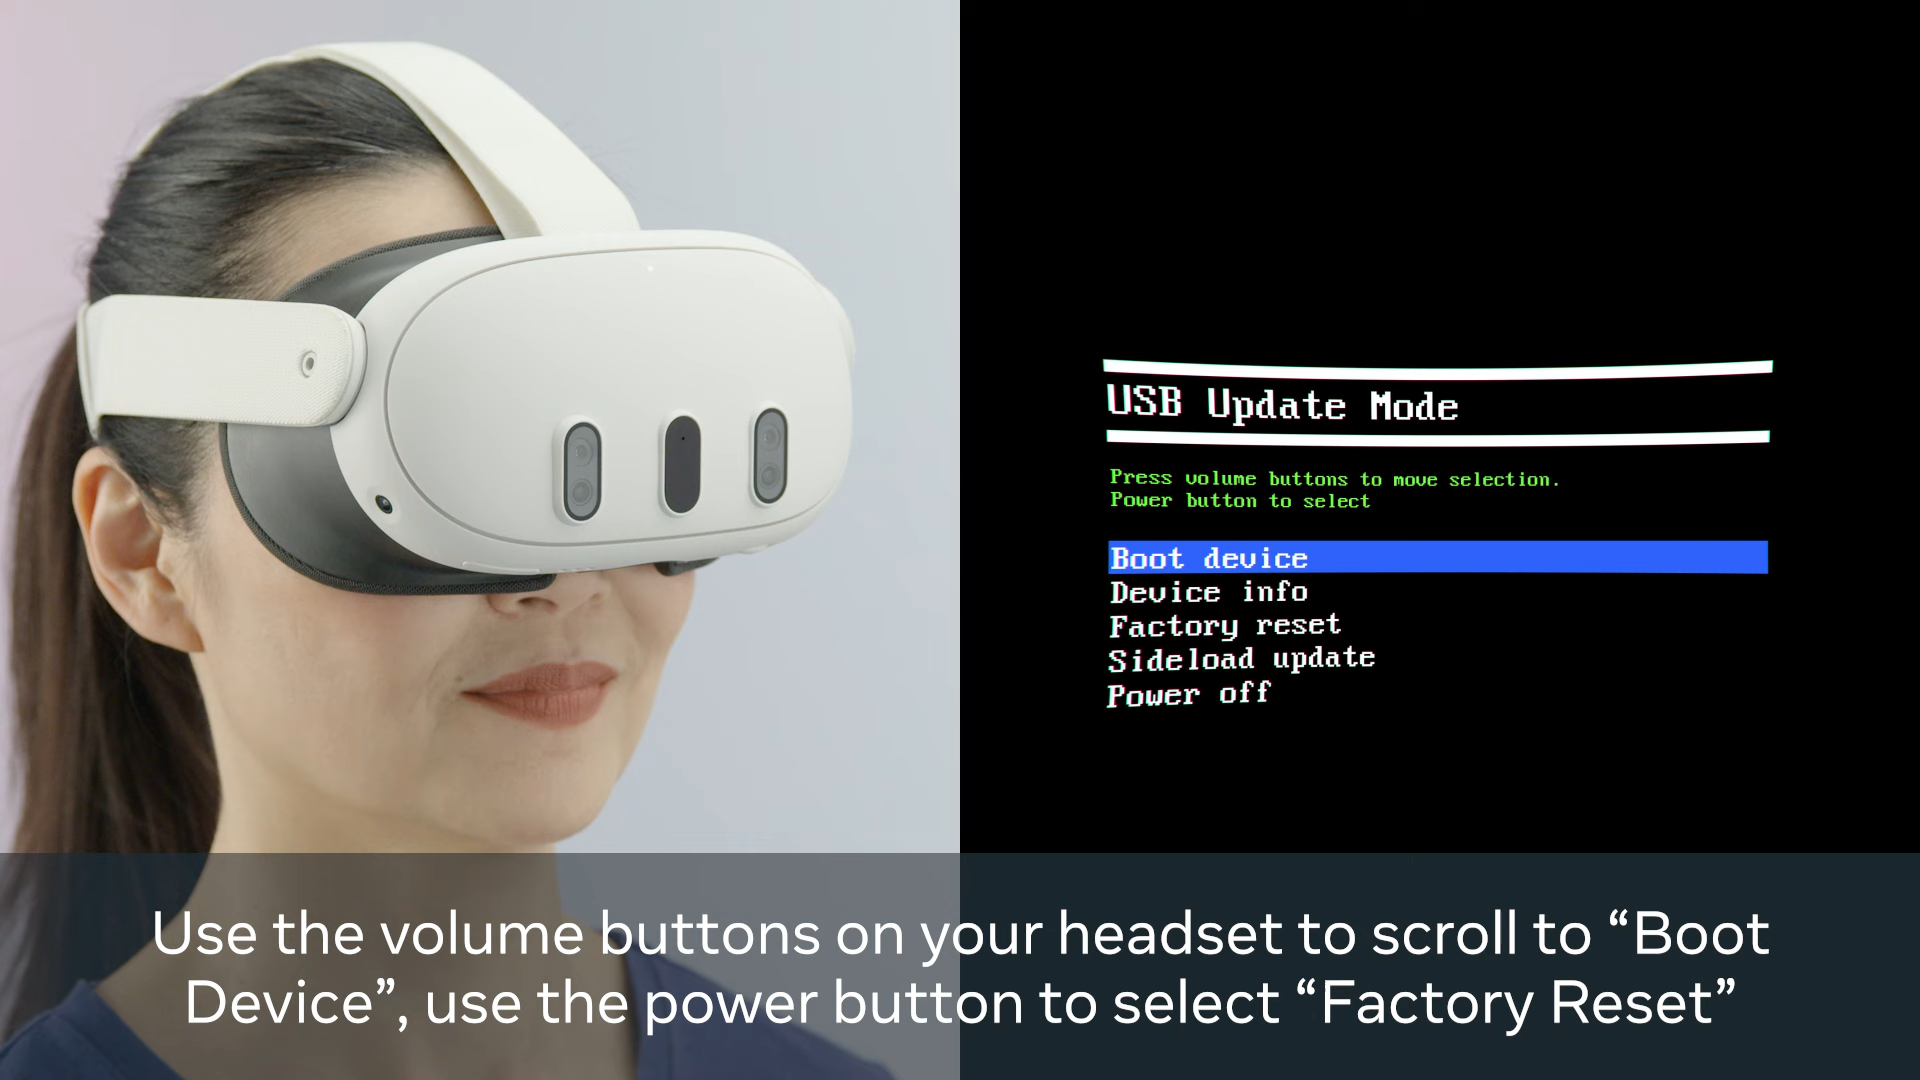 USB Update Mode
Press volume buttons to move selection.
Power button to select
Boot device
Device info
Factory reset
Sideload update
Power off
Use the volume buttons on your headset to scroll to “Boot
Device”, use the power button to select “Factory Reset”